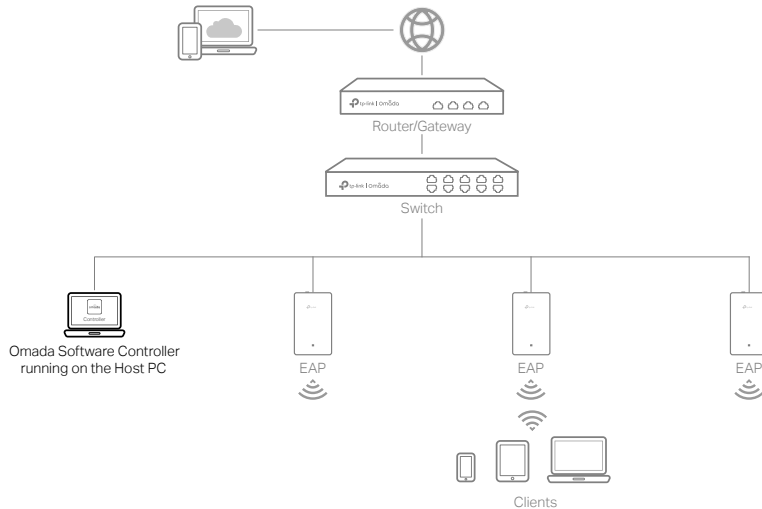 tp-link | omada
Router/Gateway
tp-link | omada
Switch
omada
Controller
Omada Software Controller
running on the Host PC
EAP
EAP
EAP
Clients